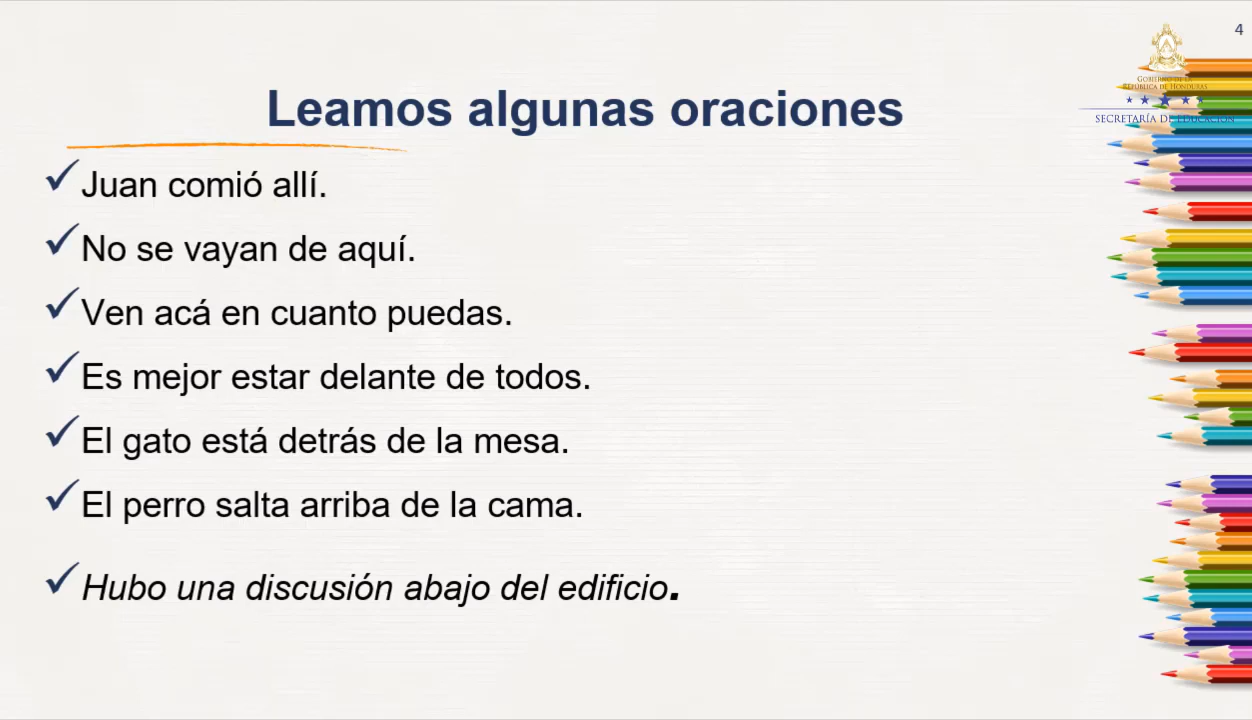 4
GOBIERNO DE LA
REPÚBLICA DE HONDURAS
SECRETARÍA DE EDUCACIÓN
Leamos algunas oraciones
Juan comió allí.
No se vayan de aquí.
Ven acá en cuanto puedas.
Es mejor estar delante de todos.
El gato está detrás de la mesa.
El perro salta arriba de la cama.
Hubo una discusión abajo del edificio.